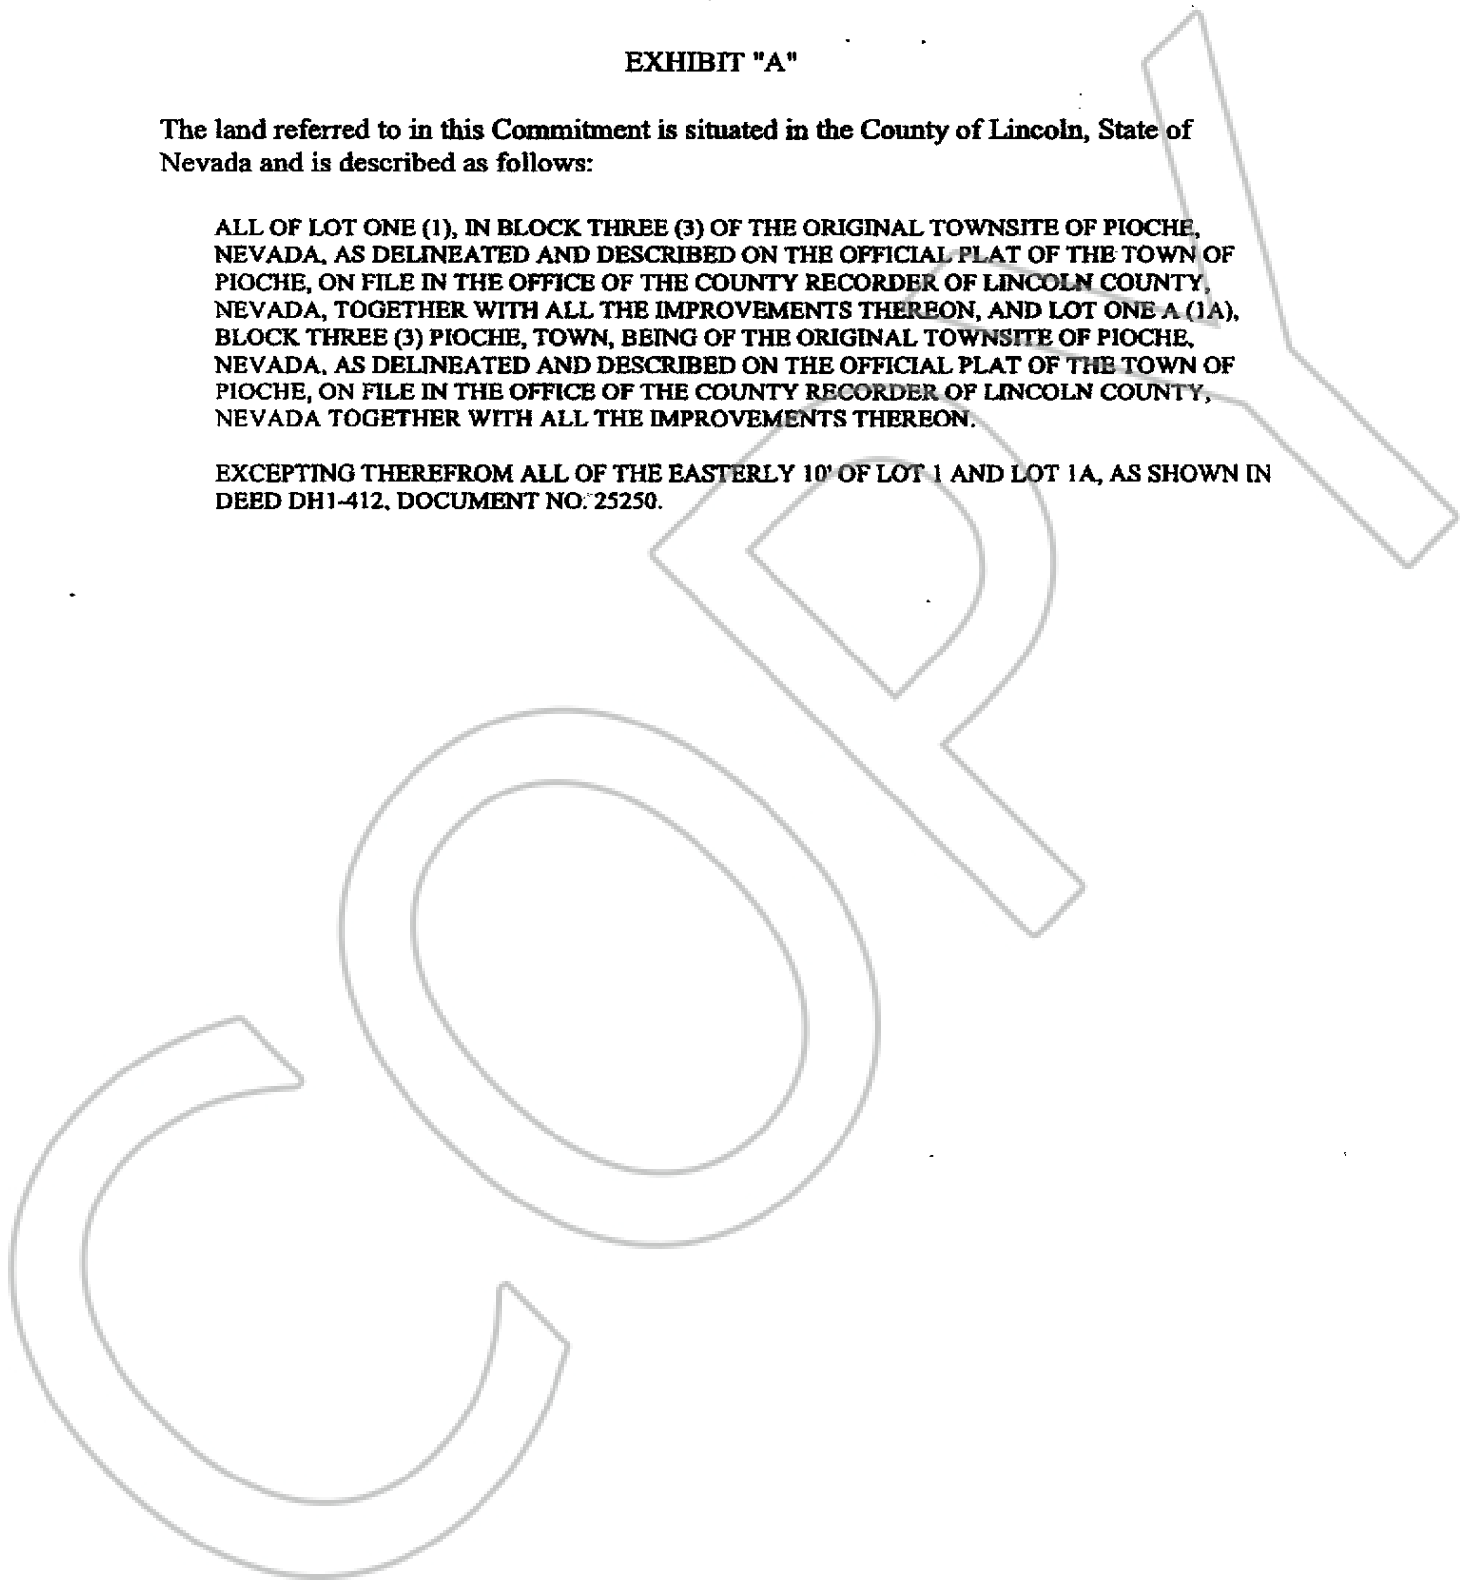 EXHIBIT "A"
The land referred to in this Commitment is situated in the County of Lincoln, State of
Nevada and is described as follows:
ALL OF LOT ONE (1), IN BLOCK THREE (3) OF THE ORIGINAL TOWNSITE OF PIOCHE,
NEVADA, AS DELINEATED AND DESCRIBED ON THE OFFICIAL PLAT OF THE TOWN OF
PIOCHE, ON FILE IN THE OFFICE OF THE COUNTY RECORDER OF LINCOLN COUNTY,
NEVADA, TOGETHER WITH ALL THE IMPROVEMENTS THEREON, AND LOT ONE A (1A),
BLOCK THREE (3) PIOCHE, TOWN, BEING OF THE ORIGINAL TOWNSITE OF PIOCHE,
NEVADA, AS DELINEATED AND DESCRIBED ON THE OFFICIAL PLAT OF THE TOWN OF
PIOCHE, ON FILE IN THE OFFICE OF THE COUNTY RECORDER OF LINCOLN COUNTY,
NEVADA TOGETHER WITH ALL THE IMPROVEMENTS THEREON.
EXCEPTING THEREFROM ALL OF THE EASTERLY 10' OF LOT 1 AND LOT 1A, AS SHOWN IN
DEED DH1-412, DOCUMENT NO. 25250.
COPY